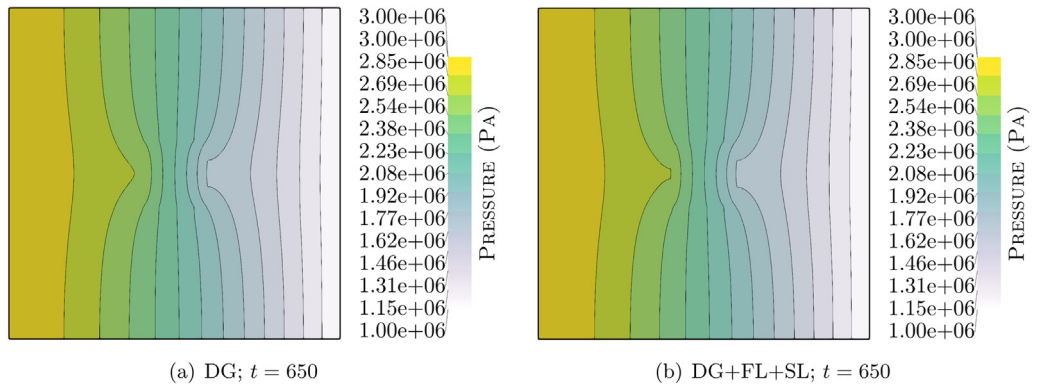 3.00e+06
3.00e+06
2.85e+06
2.69e+06
2.54e+06
2.38e+06
2.23e+06
2.08e+06
1.92e+06
1.77e+06
1.62e+06
1.46e+06
1.31e+06
1.15e+06
1.00e+06
PRESSURE (PA)
(a) DG; t = 650
3.00e+06
3.00e+06
2.85e+06
2.69e+06
2.54e+06
2.38e+06
2.23e+06
2.08e+06
1.92e+06
1.77e+06
1.62e+06
1.46e+06
1.31e+06
1.15e+06
1.00e+06
PRESSURE (PA)
(b) DG+FL+SL; t = 650